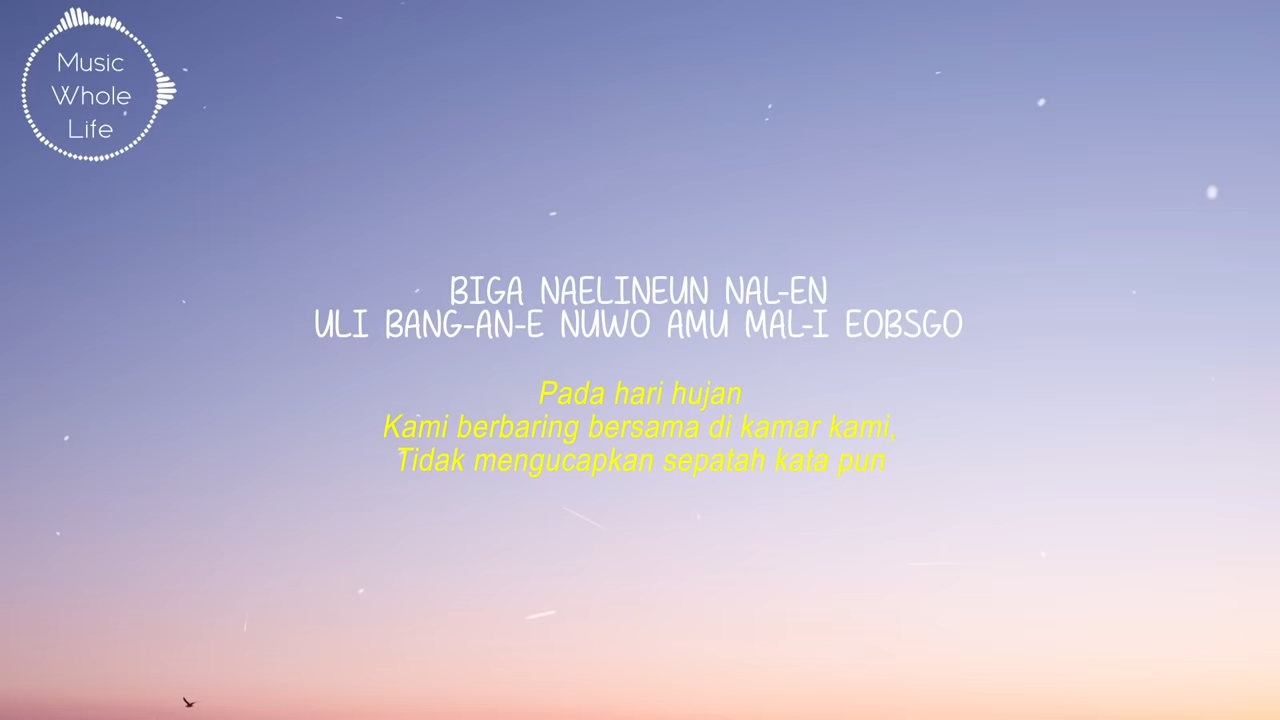 Music
Whole
Life
BIGA NAELINEUN NAL-EN
ULI BANG-AN-E NUWO AMU MAL-I EOBSGO
Pada hari hujan
Kami berbaring bersama di kamar kami,
Tidak mengucapkan sepatah kata pun